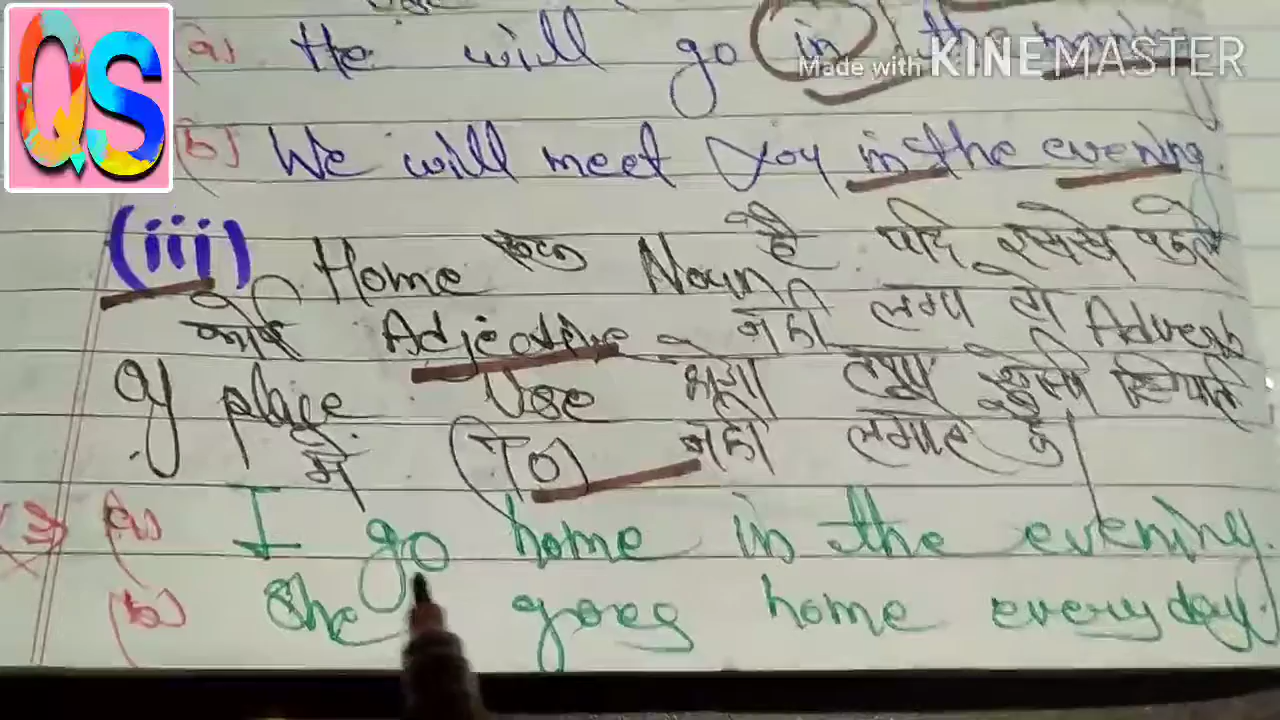 QS
(a) He will go in the
Made with KINEMASTER
(b) We will meet you in the evening.
(iii) Home एक Noun है यदि इससे पहले
कोई Adjective नहीं लगा हो Adverb
of place Use होगा तथा ऐसी स्थिति
में (To) नहीं लगाते है।
(a) I go home in the evening.
(b) She goes home everyday.